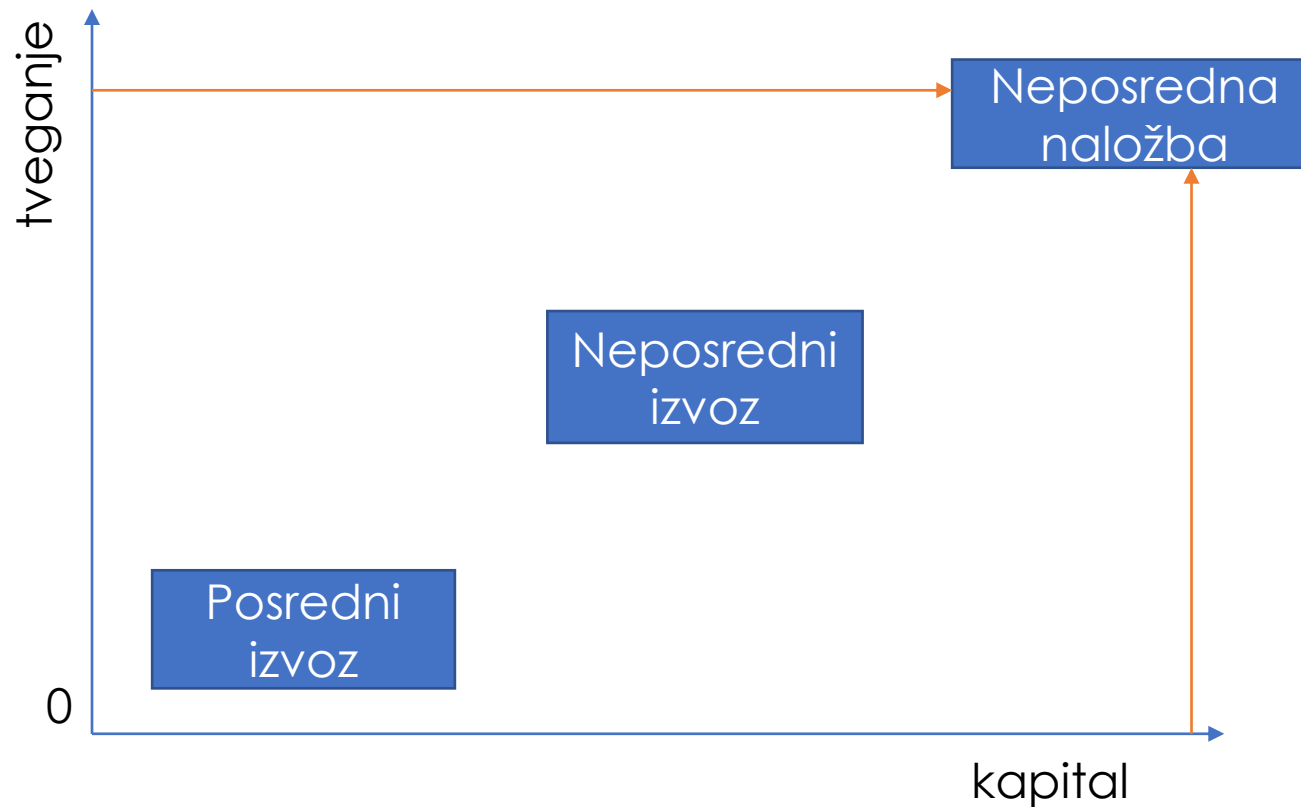 tveganje
Neposredna
naložba
Neposredni
izvoz
Posredni
izvoz
0
kapital